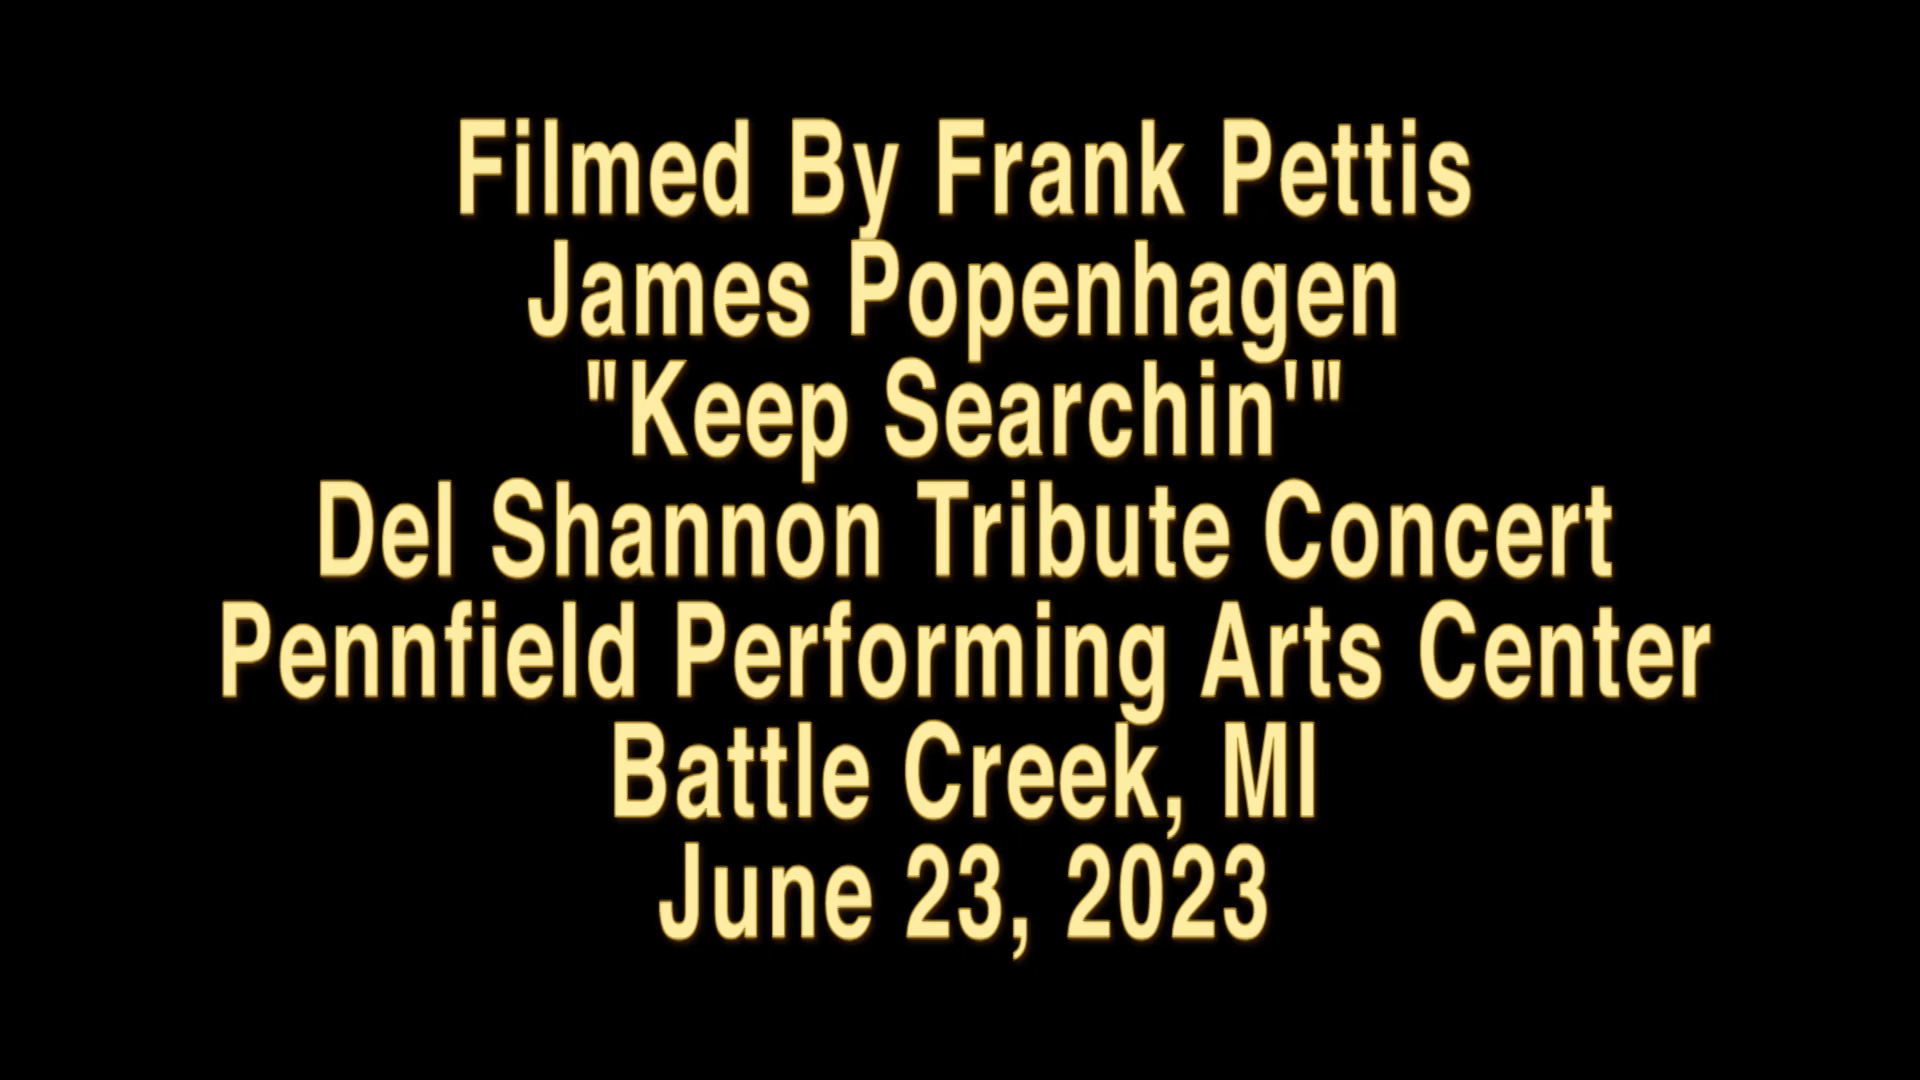 Filmed By Frank Pettis
James Popenhagen
"Keep Searchin'"
Del Shannon Tribute Concert
Pennfield Performing Arts Center
Battle Creek, MI
June 23, 2023